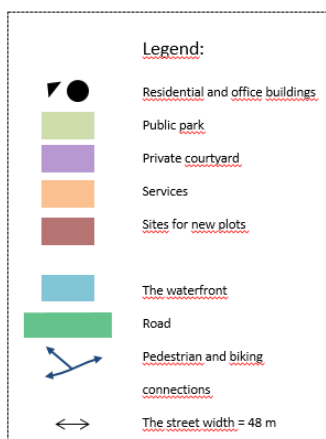 Legend:
Residential and office buildings
Public park
Private courtyard
Services
Sites for new plots
The waterfront
Road
Pedestrian and biking
connections
The street width = 48 m